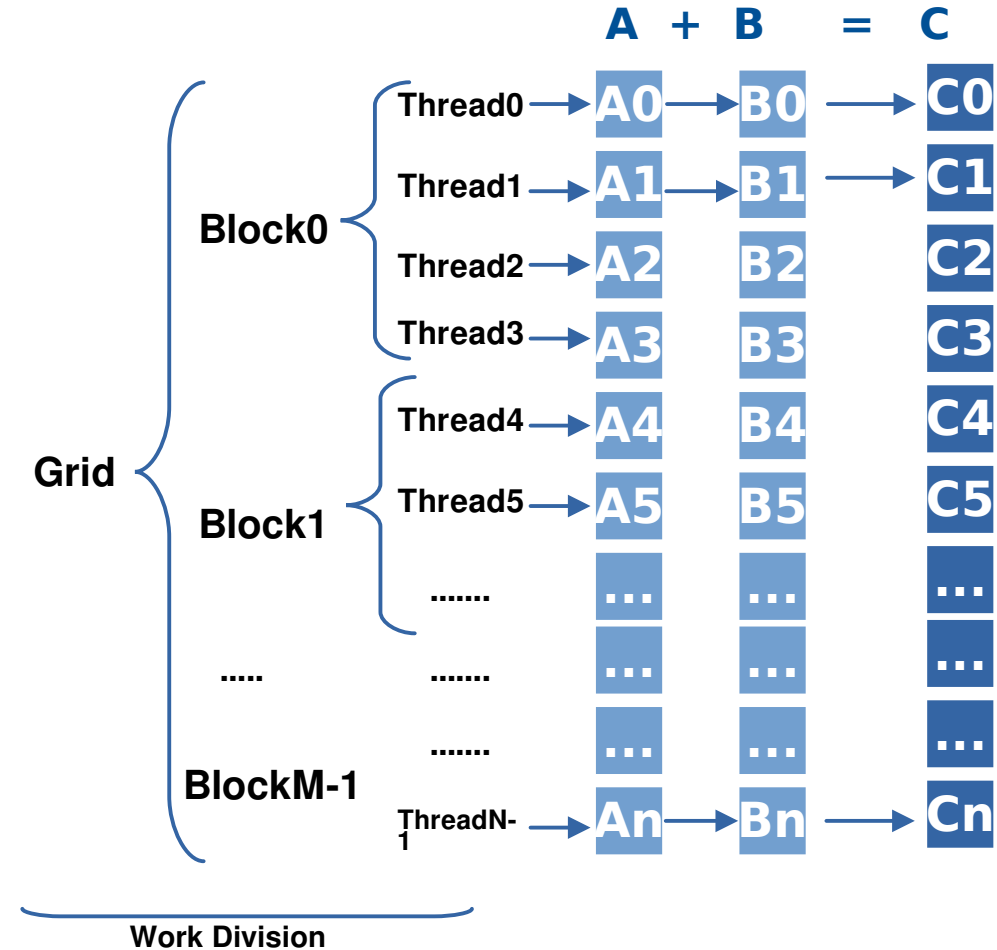 A + B = C
Thread0 A0 B0 C0
Thread1 A1 B1 C1
Block0
Thread2 A2 B2 C2
Thread3 A3 B3 C3
Thread4 A4 B4 C4
Grid
Thread5 A5 B5 C5
Block1
....... ... ... ...
..... ....... ... ... ...
....... ... ... ...
BlockM-1
ThreadN-
1 An Bn Cn
Work Division